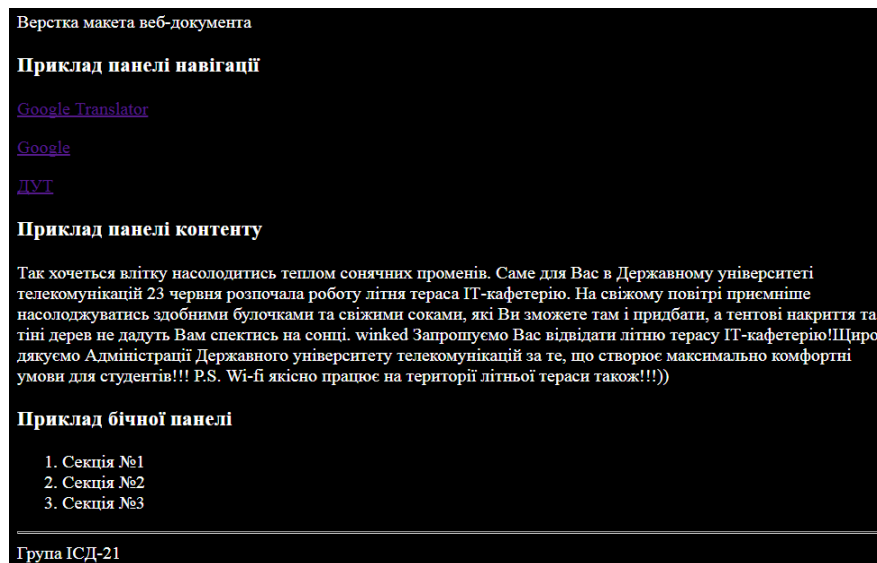 Верстка макета веб-документа
Приклад панелі навігації
Google Translator
Google
ДУТ
Приклад панелі контенту
Так хочеться влітку насолодитись теплом сонячних променів. Саме для Вас в Державному університеті
телекомунікацій 23 червня розпочала роботу літня тераса ІТ-кафетерію. На свіжому повітрі приємніше
насолоджуватись здобними булочками та свіжими соками, які Ви зможете там і придбати, а тентові накриття та
тіні дерев не дадуть Вам спектись на сонці. winked Запрошуємо Вас відвідати літню терасу ІТ-кафетерію!Щиро
дякуємо Адміністрації Державного університету телекомунікацій за те, що створює максимально комфортні
умови для студентів!!! P.S. Wi-fi якісно працює на території літньої тераси також!!!))
Приклад бічної панелі
1. Секція №1
2. Секція №2
3. Секція №3
Група ІСД-21